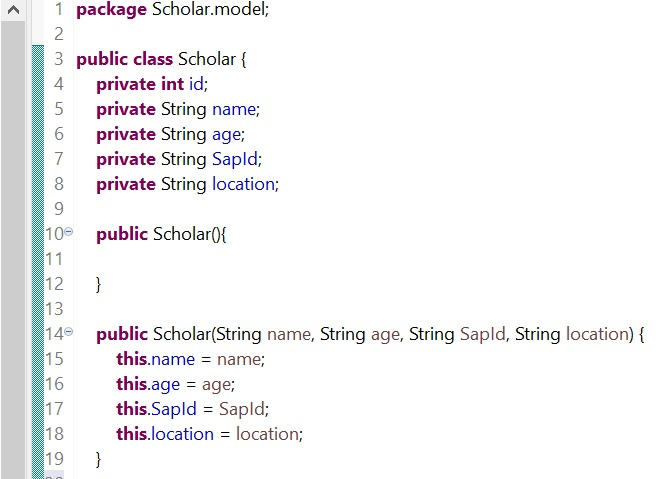 1 package Scholar.model;
2
3 public class Scholar {
4 private int id;
5 private String name;
6 private String age;
7 private String SapId;
8 private String location;
9
10 public Scholar(){
11
12 }
13
14 public Scholar(String name, String age, String SapId, String location) {
15 this.name = name;
16 this.age = age;
17 this.SapId = SapId;
18 this.location = location;
19 }